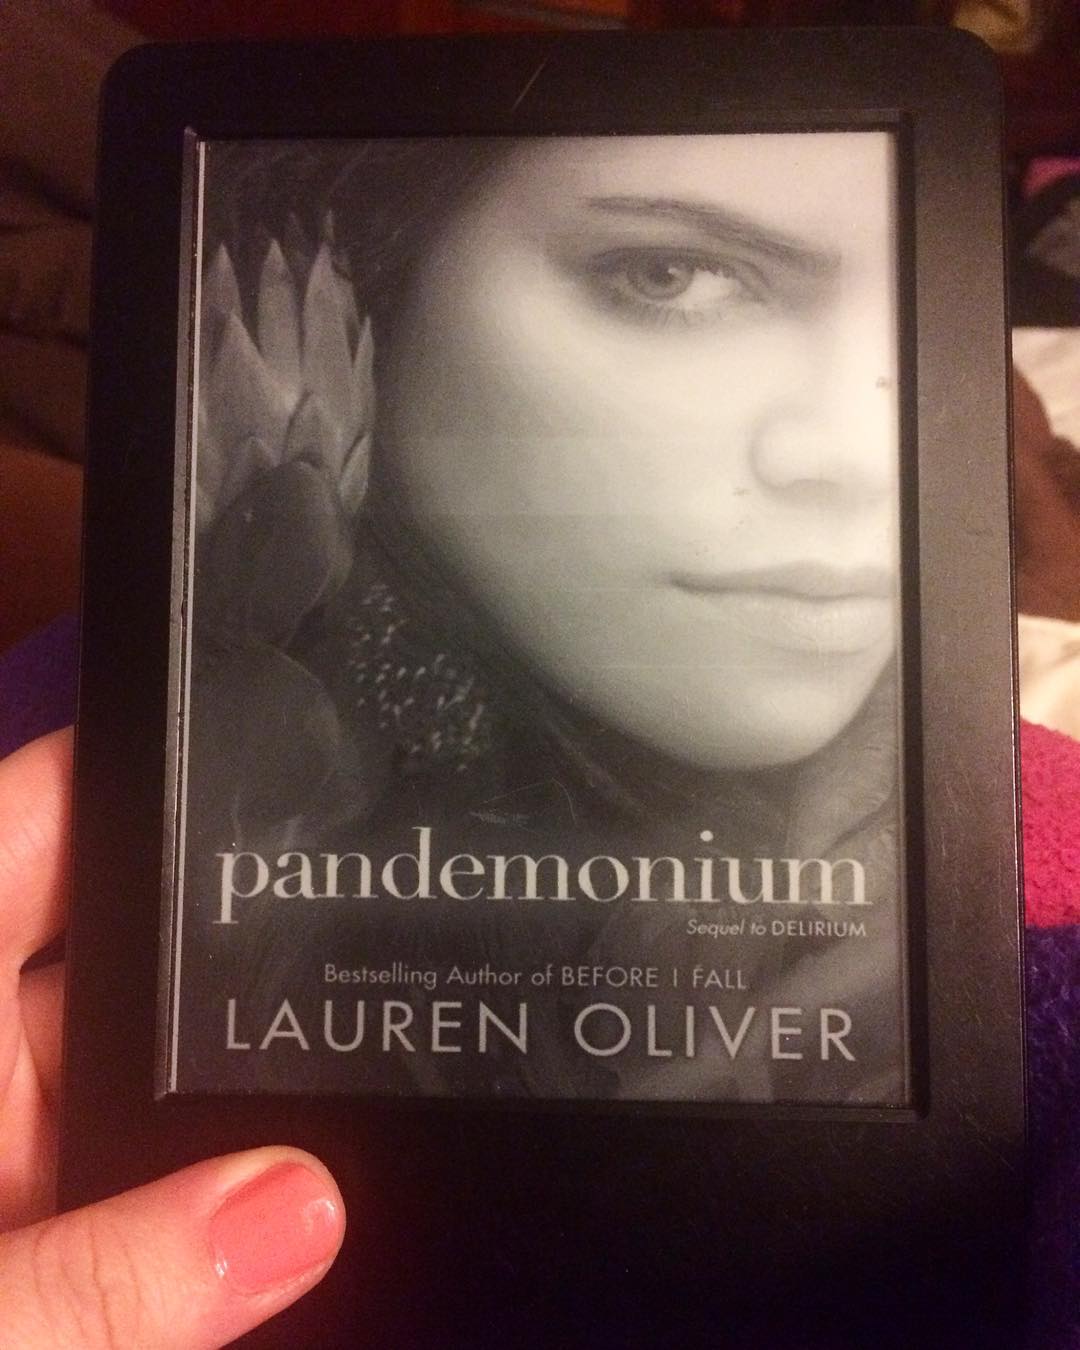 pandemonium
Sequel to DELIRIUM
Bestselling Author of BEFORE I FALL
LAUREN OLIVER